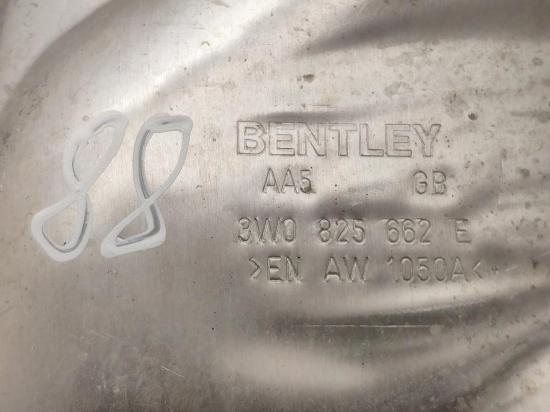 88
BENTLEY
AA5 GB
3W0 825 662 E
>EN AW 1050A<